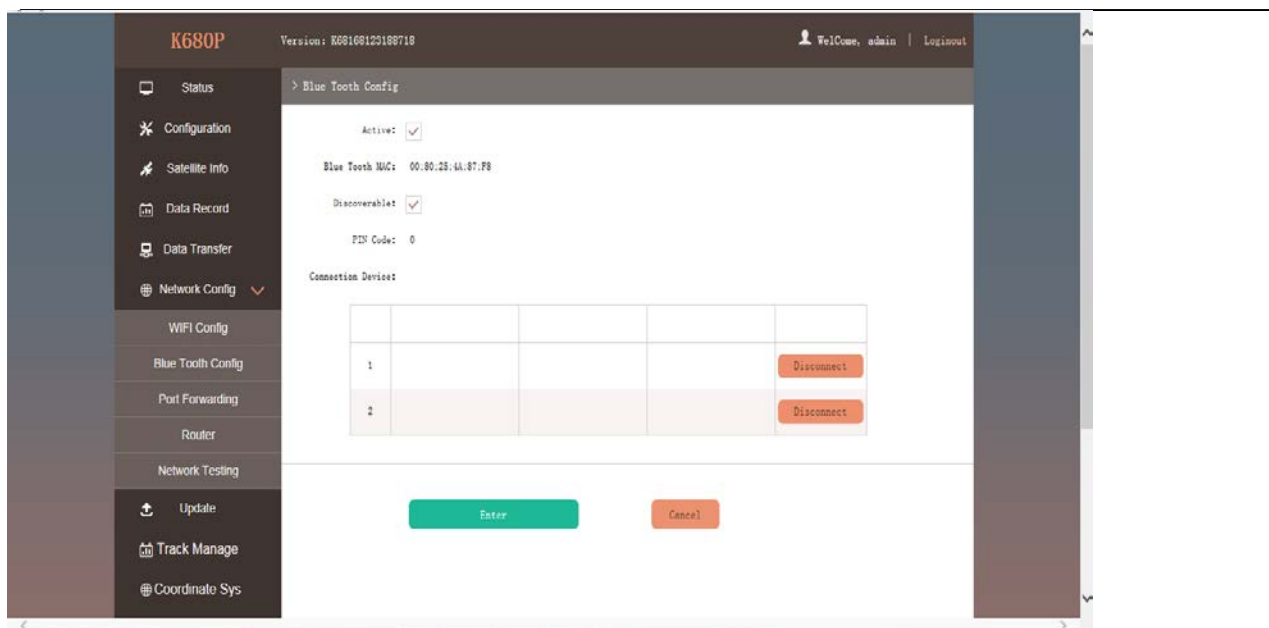 K680P
Version: K68168123188718
WelCome, admin | Loginout
Status
Configuration
Satellite Info
Data Record
Data Transfer
Network Config
WIFI Config
Blue Tooth Config
Port Forwarding
Router
Network Testing
Update
Track Manage
Coordinate Sys
> Blue Tooth Config
Active:
Blue Tooth MAC: 00:80:25:4A:87:F8
Discoverable:
PIN Code: 0
Connection Device:
1 Disconnect
2 Disconnect
Enter Cancel